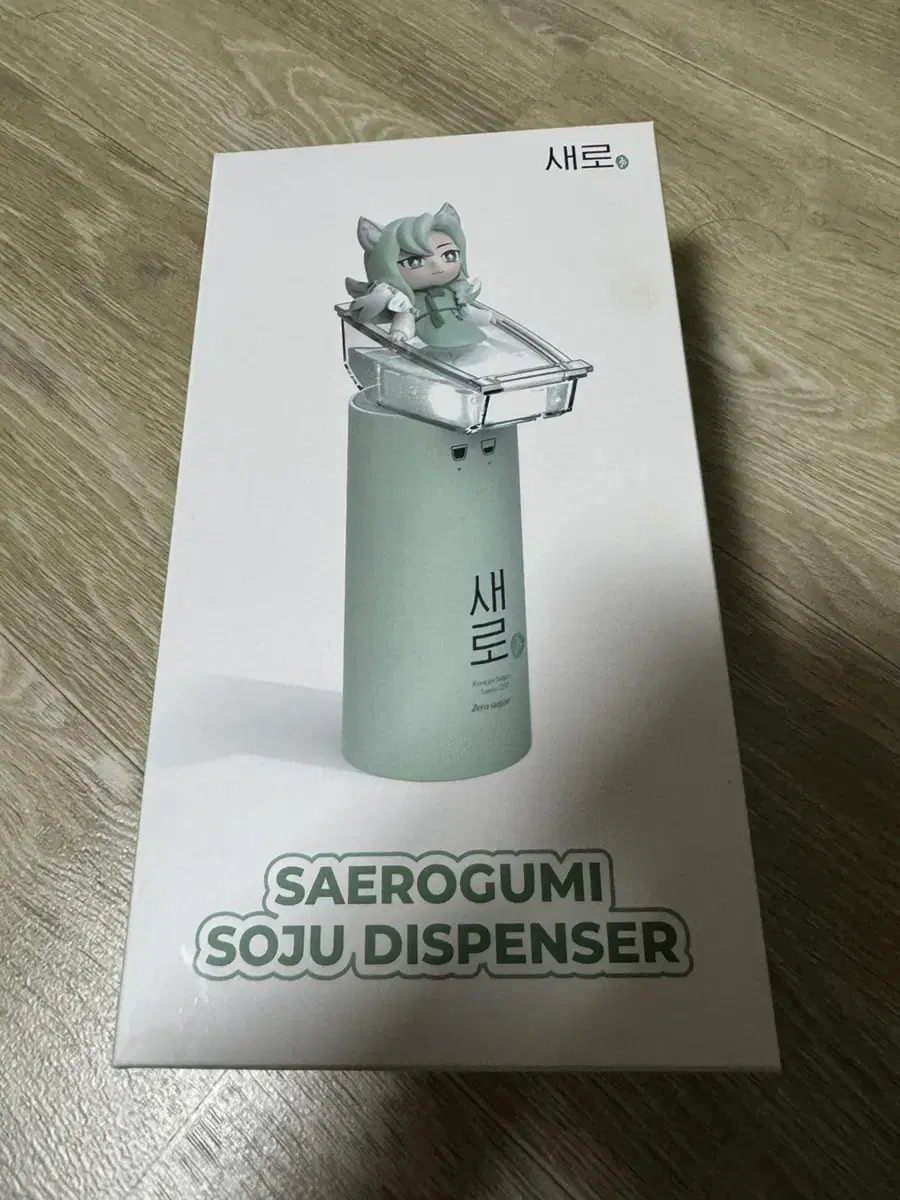 새로
새
로
Zero sugar
SAEROGUMI
SOJU DISPENSER